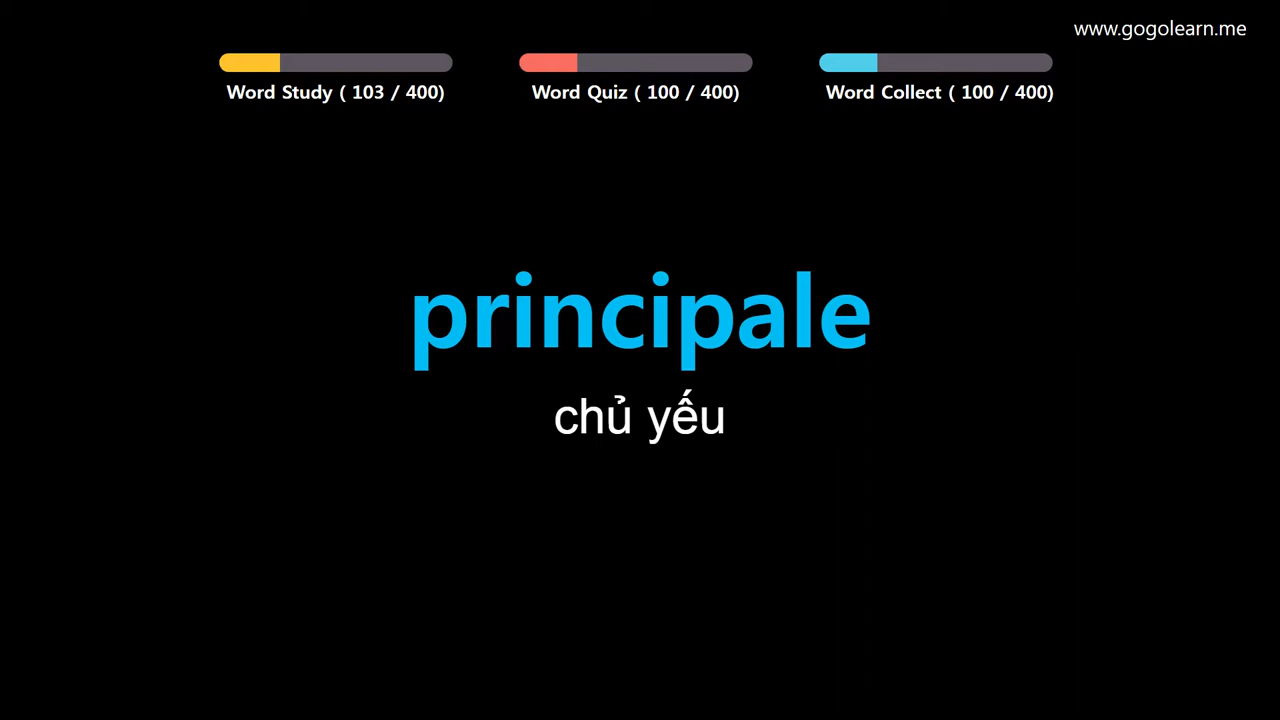 www.gogolearn.me
Word Study ( 103 / 400)
Word Quiz ( 100 / 400)
Word Collect ( 100 / 400)
principale
chủ yếu